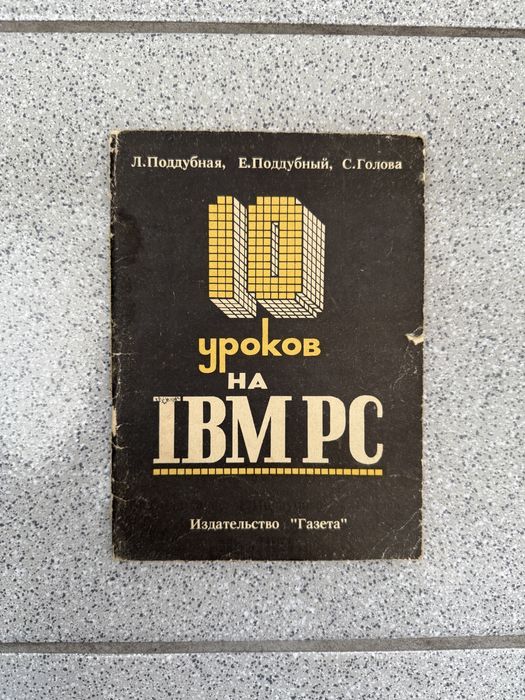 Л.Поддубная, Е.Поддубный, С.Голова
10
уроков
на
IBM PC
Издательство "Газета"